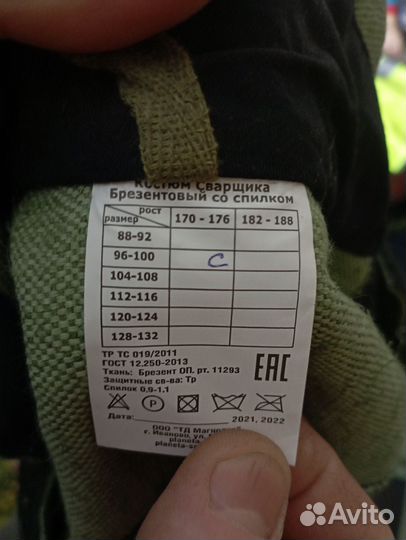 Костюм Сварщика
Брезентовый со спилком
рост
размер
170 - 176
182 - 188
88-92
96-100
С
104-108
112-116
120-124
128-132
ТР ТС 019/2011
ГОСТ 12.250-2013
Ткань: Брезент ОП. рт. 11293
Защитные св-ва: Тр
Спилок 0.9-1.1
EAC
P
Дата:
2021, 2022
ООО "ТД
г. Иваново, ул.
Avito